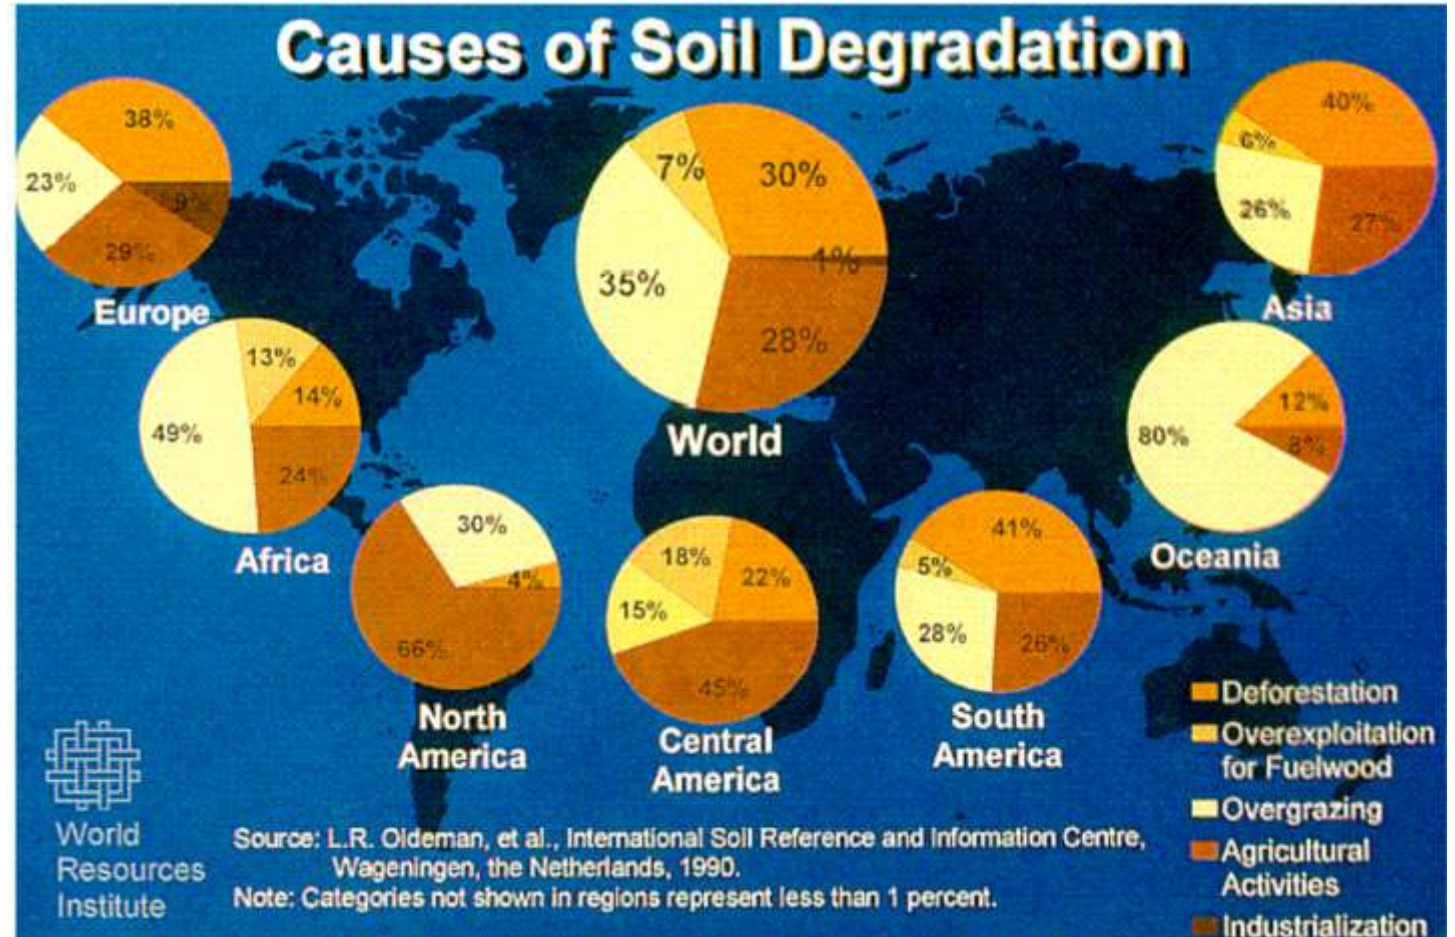 Causes of Soil Degradation
38%
23%
9%
29%
Europe
7%
30%
1%
35%
28%
World
40%
6%
26%
27%
Asia
13%
14%
49%
24%
Africa
12%
80%
8%
Oceania
30%
4%
66%
North
America
18%
22%
15%
45%
Central
America
41%
5%
28%
26%
South
America
Deforestation
Overexploitation
for Fuelwood
Overgrazing
Agricultural
Activities
Industrialization
World
Resources
Institute
Source: L.R. Oldeman, et al., International Soil Reference and Information Centre,
Wageningen, the Netherlands, 1990.
Note: Categories not shown in regions represent less than 1 percent.